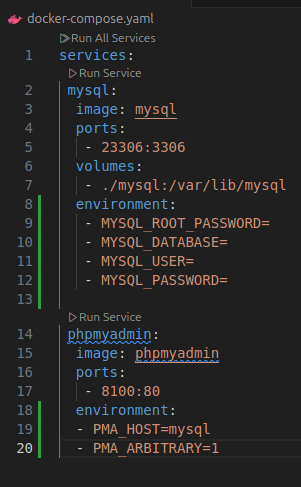 docker-compose.yaml
Run All Services
1 services:
Run Service
2 mysql:
3 image: mysql
4 ports:
5 - 23306:3306
6 volumes:
7 - ./mysql:/var/lib/mysql
8 environment:
9 - MYSQL_ROOT_PASSWORD=
10 - MYSQL_DATABASE=
11 - MYSQL_USER=
12 - MYSQL_PASSWORD=
13
Run Service
14 phpmyadmin:
15 image: phpmyadmin
16 ports:
17 - 8100:80
18 environment:
19 - PMA_HOST=mysql
20 - PMA_ARBITRARY=1